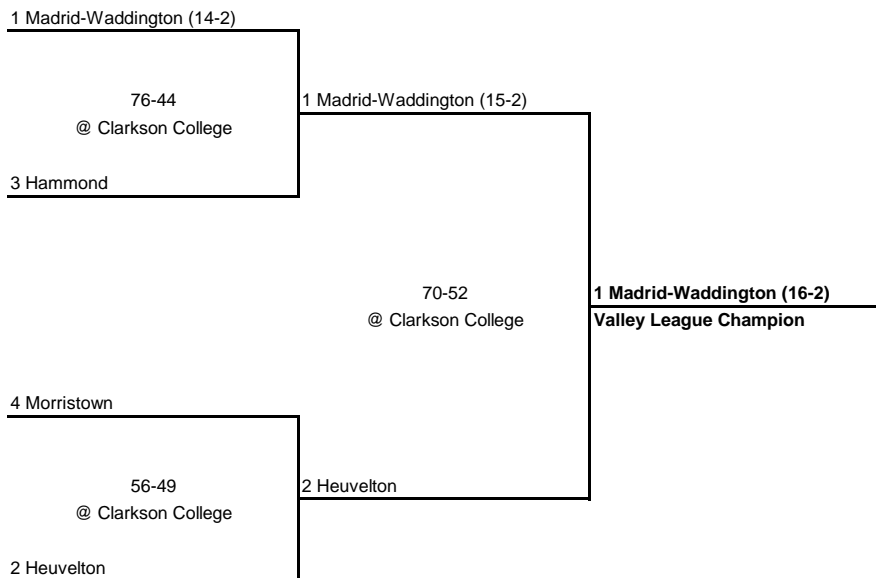 1 Madrid-Waddington (14-2)
76-44
@ Clarkson College
1 Madrid-Waddington (15-2)
3 Hammond
70-52
@ Clarkson College
1 Madrid-Waddington (16-2)
Valley League Champion
4 Morristown
56-49
@ Clarkson College
2 Heuvelton
2 Heuvelton